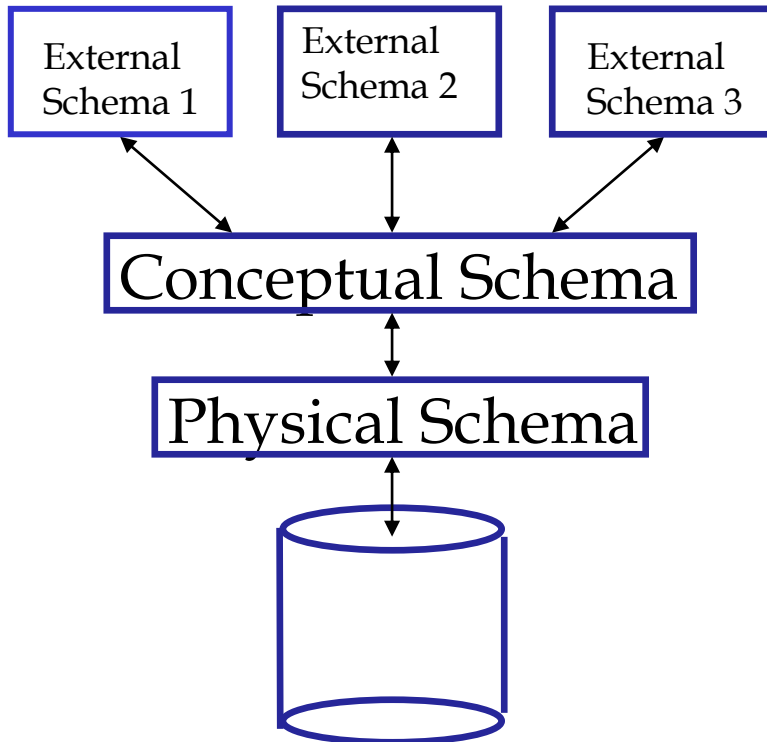 External
Schema 1
External
Schema 2
External
Schema 3
Conceptual Schema
Physical Schema